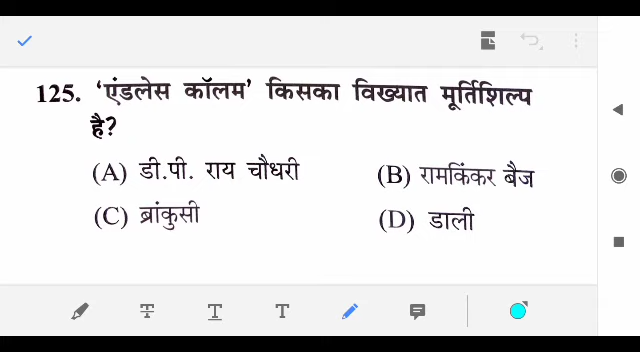 125. ‘एंडलेस कॉलम’ किसका विख्यात मूर्तिशिल्प
है?
(A) डी.पी. राय चौधरी (B) रामकिंकर बैज
(C) ब्रांकुसी (D) डाली